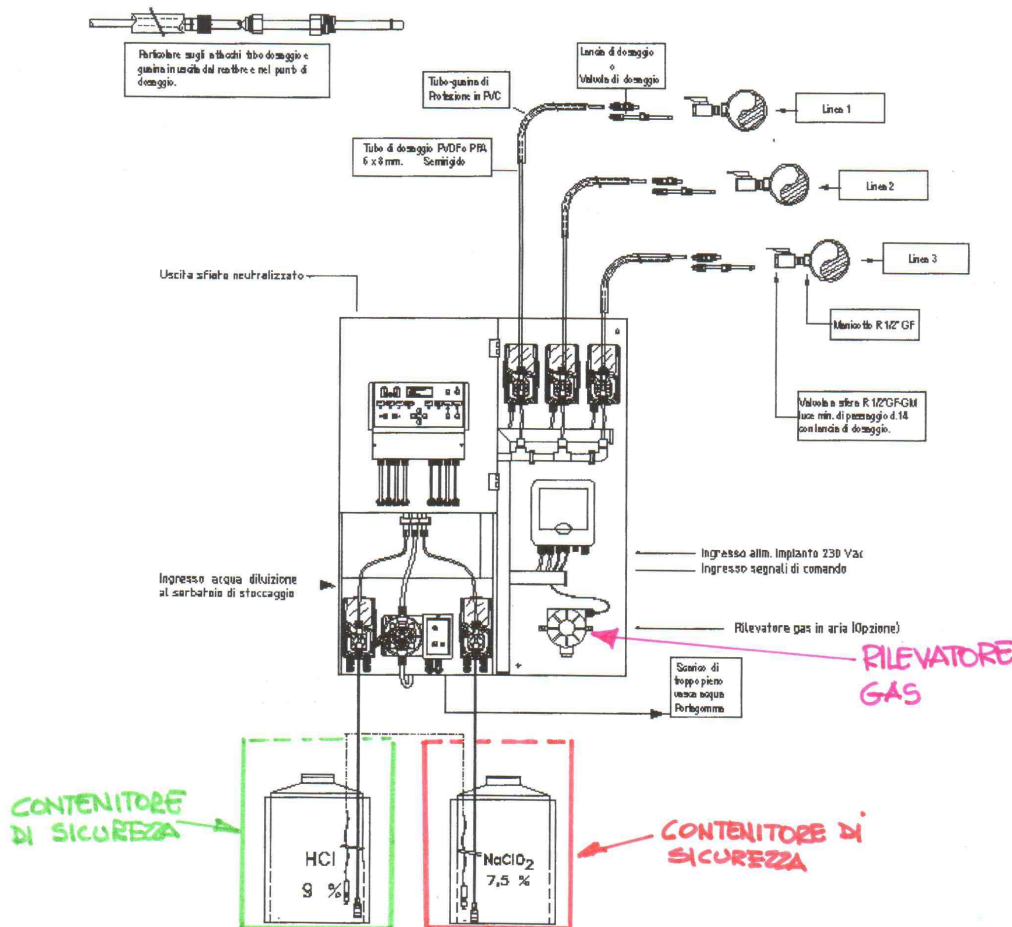 Particolare sugli attacchi tubo dosaggio e
guaina in uscita dal reattore e nel punto di
dosaggio.
Lancia di dosaggio
o
Valvola di dosaggio
Tubo-guaina di
Protezione in PVC
Linea 1
Tubo di dosaggio PVDF o PFA
6 x 8 mm. Semirigido
Linea 2
Linea 3
Uscita sfiato neutralizzato
Manicotto R 1/2" GF
Valvola a sfera R 1/2"GF-GM
luce min. di passaggio d.14
con lancia di dosaggio.
Ingresso alim. Impianto 230 Vac
Ingresso segnali di comando
Ingresso acqua diluizione
al serbatoio di stoccaggio
Rilevatore gas in aria (Opzione)
RILEVATORE
GAS
Scarico di
troppo pieno
vasca acqua
Portagomma
CONTENITORE
DI SICUREZZA
HCl
9 %
NaClO2
7,5 %
CONTENITORE DI
SICUREZZA